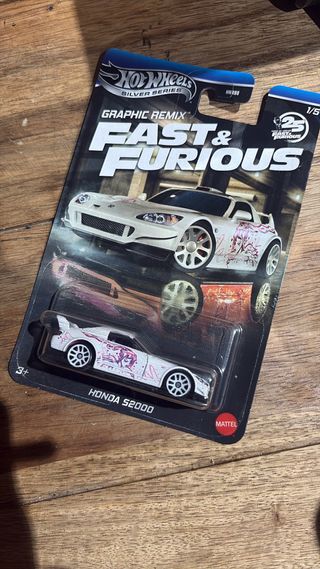 Hot Wheels
SILVER SERIES
1/5
GRAPHIC REMIX
25
FAST & FURIOUS
FAST &
FURIOUS
3+
HONDA S2000
MATTEL